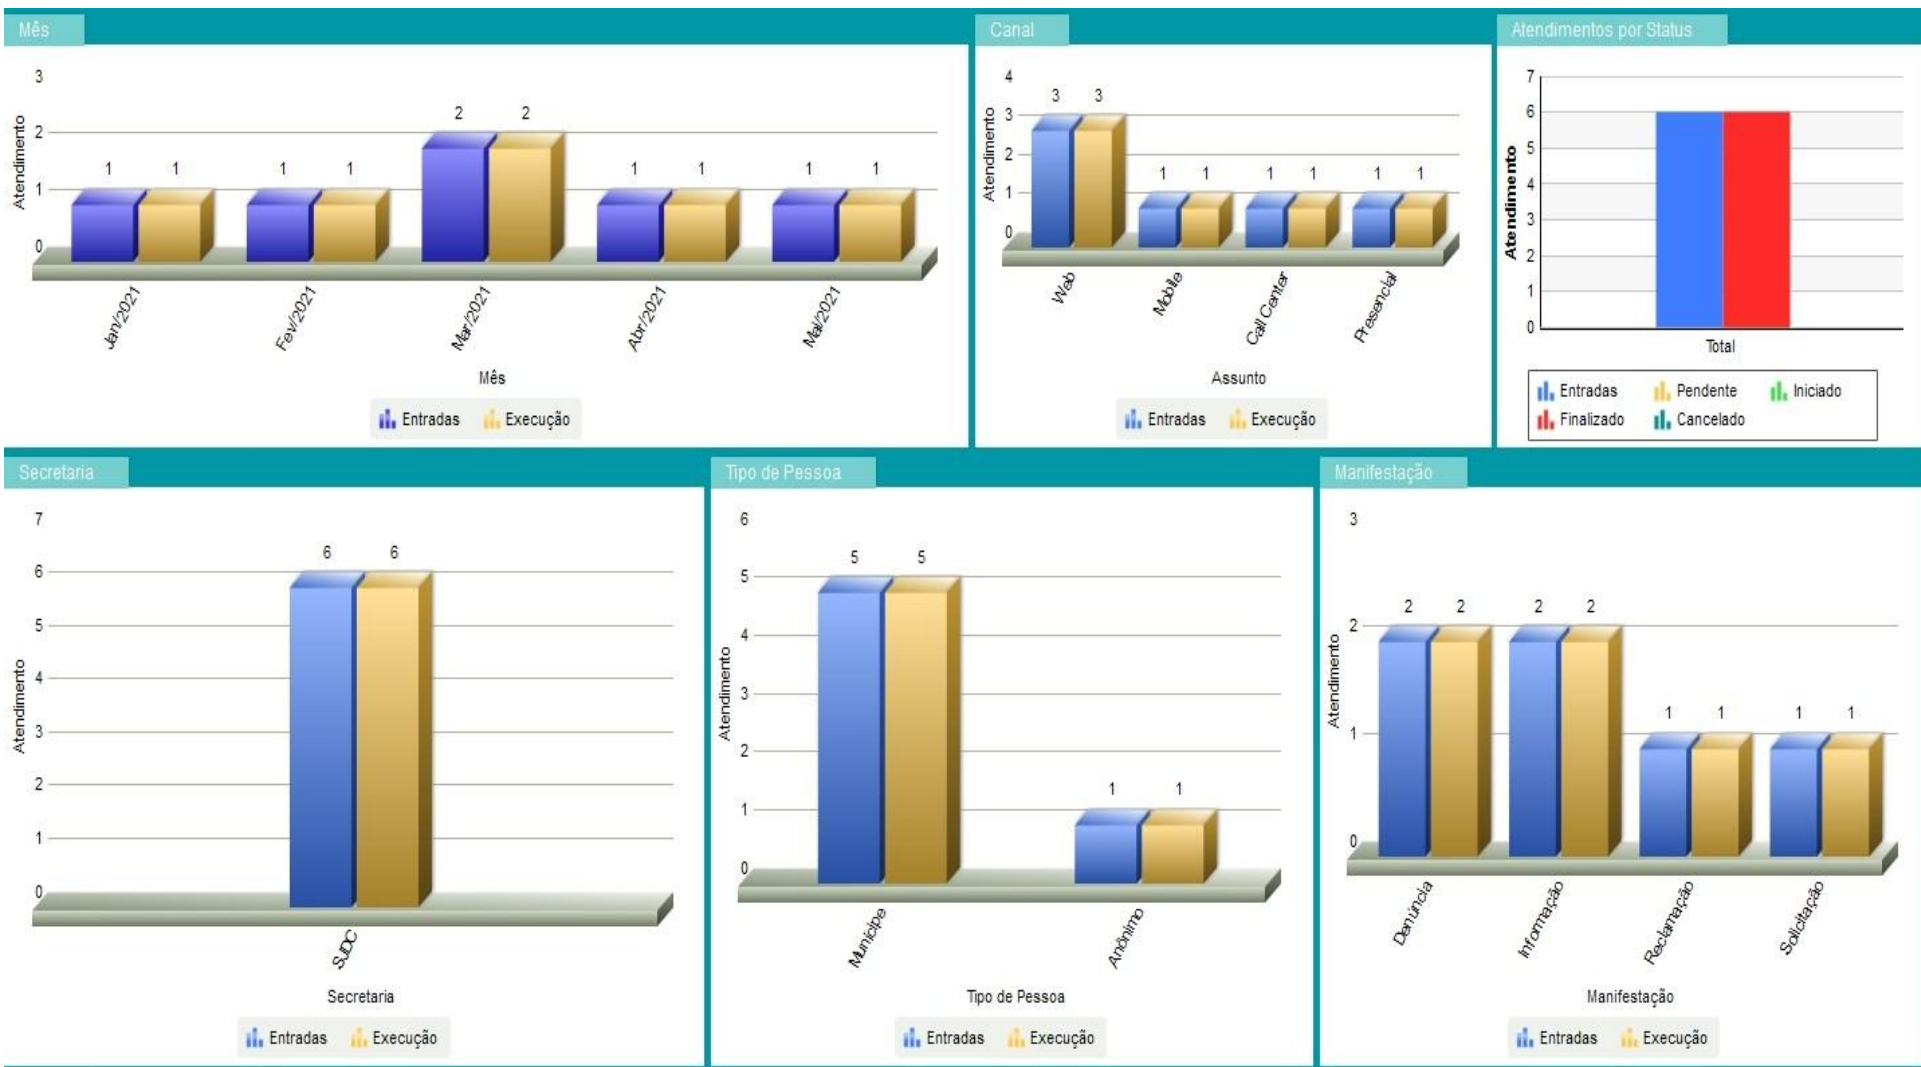 Mês
3
2
1
0
Atendimento
1 1 1 1 2 2 1 1 1 1
Jan/2021 Fev/2021 Mar/2021 Abr/2021 Mai/2021
Mês
Entradas Execução
Canal
4
3
2
1
0
Atendimento
3 3 1 1 1 1 1 1
Web Mobile Call Center Presencial
Assunto
Entradas Execução
Atendimentos por Status
7
6
5
4
3
2
1
0
Atendimento
Total
Entradas Pendente Iniciado
Finalizado Cancelado
Secretaria
7
6
5
4
3
2
1
0
Atendimento
6 6
SJDC
Secretaria
Entradas Execução
Tipo de Pessoa
6
5
4
3
2
1
0
Atendimento
5 5 1 1
Munícipe Anônimo
Tipo de Pessoa
Entradas Execução
Manifestação
3
2
1
0
Atendimento
2 2 2 2 1 1 1 1
Denúncia Informação Reclamação Solicitação
Manifestação
Entradas Execução